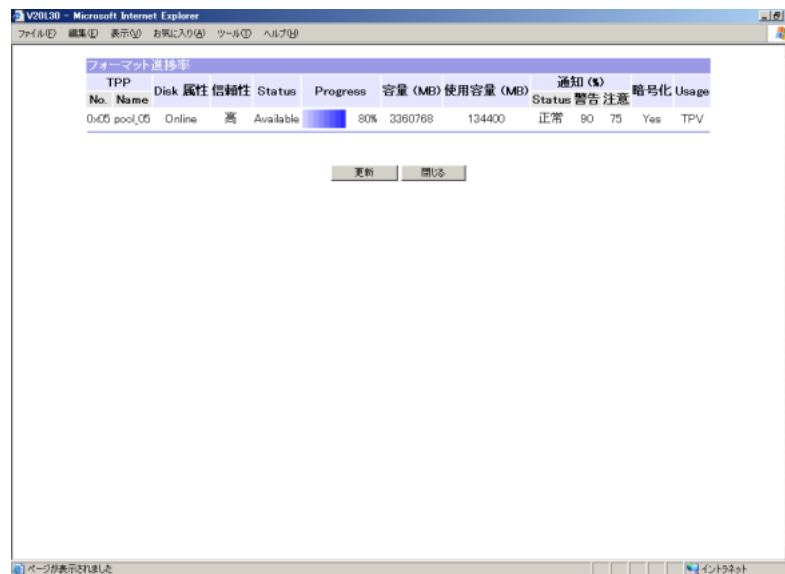 V20L30 - Microsoft Internet Explorer
ファイル(F) 編集(E) 表示(V) お気に入り(A) ツール(T) ヘルプ(H)
フォーマット進捗率
TPP Disk 属性 信頼性 Status Progress 容量 (MB) 使用容量 (MB) 通知 (%) 暗号化 Usage
No. Name Status 警告 注意
0x05 pool_05 Online 高 Available 80% 3360768 134400 正常 90 75 Yes TPV
更新 閉じる
ページが表示されました イントラネット